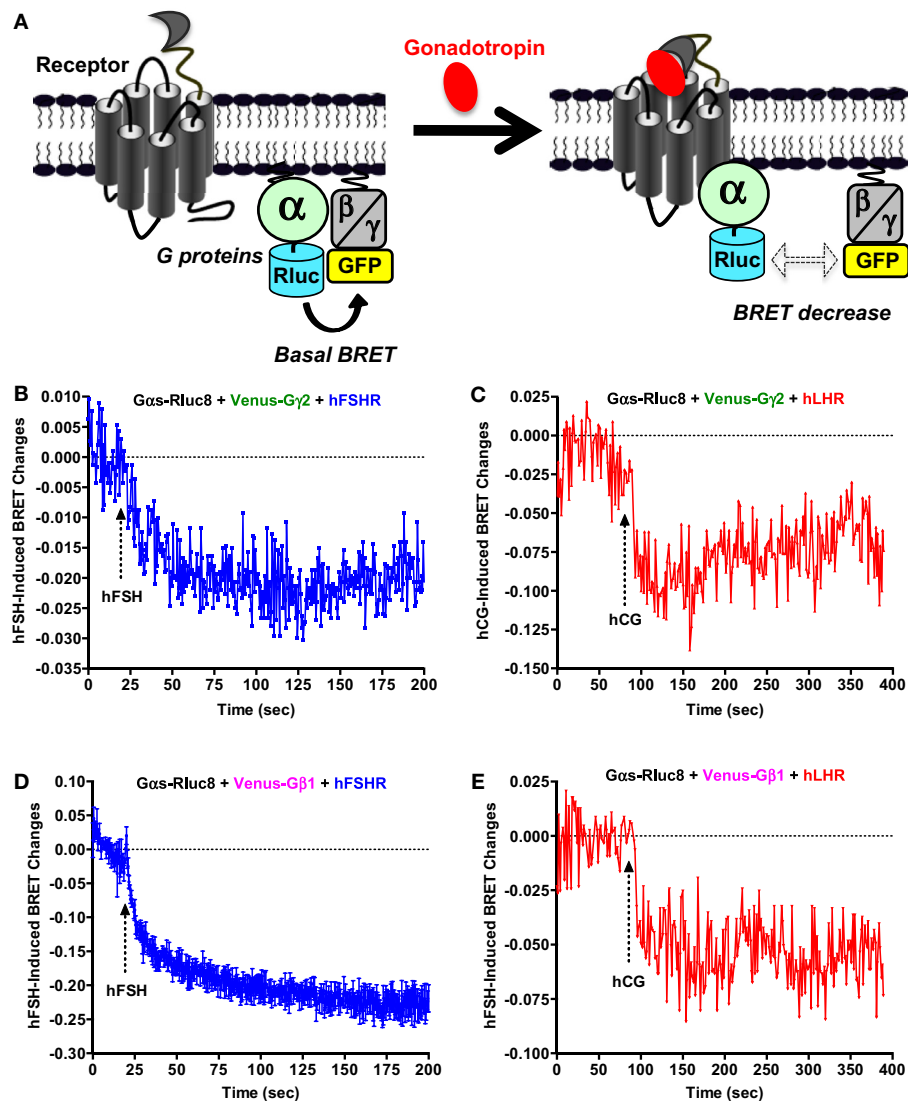 A
Receptor
Gonadotropin
α
β
γ
G proteins
Rluc
GFP
Basal BRET
α
β
γ
Rluc
GFP
BRET decrease
B
Gαs-Rluc8 + Venus-Gγ2 + hFSHR
hFSH-Induced BRET Changes
0.010
0.005
0.000
-0.005
-0.010
-0.015
-0.020
-0.025
-0.030
-0.035
hFSH
0 25 50 75 100 125 150 175 200
Time (sec)
C
Gαs-Rluc8 + Venus-Gγ2 + hLHR
hCG-Induced BRET Changes
0.025
0.000
-0.025
-0.050
-0.075
-0.100
-0.125
-0.150
hCG
0 50 100 150 200 250 300 350 400
Time (sec)
D
Gαs-Rluc8 + Venus-Gβ1 + hFSHR
hFSH-Induced BRET Changes
0.10
0.05
0.00
-0.05
-0.10
-0.15
-0.20
-0.25
-0.30
hFSH
0 25 50 75 100 125 150 175 200
Time (sec)
E
Gαs-Rluc8 + Venus-Gβ1 + hLHR
hFSH-Induced BRET Changes
0.025
0.000
-0.025
-0.050
-0.075
-0.100
hCG
0 50 100 150 200 250 300 350 400
Time (sec)